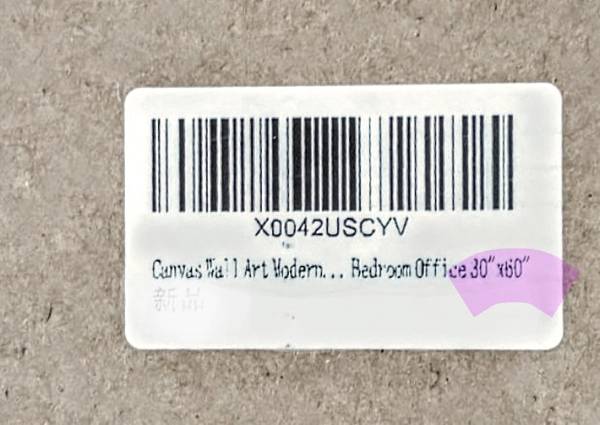 X0042USCYV
Canvas Wall Art Modern... Bedroom Office 30"x60"
新品